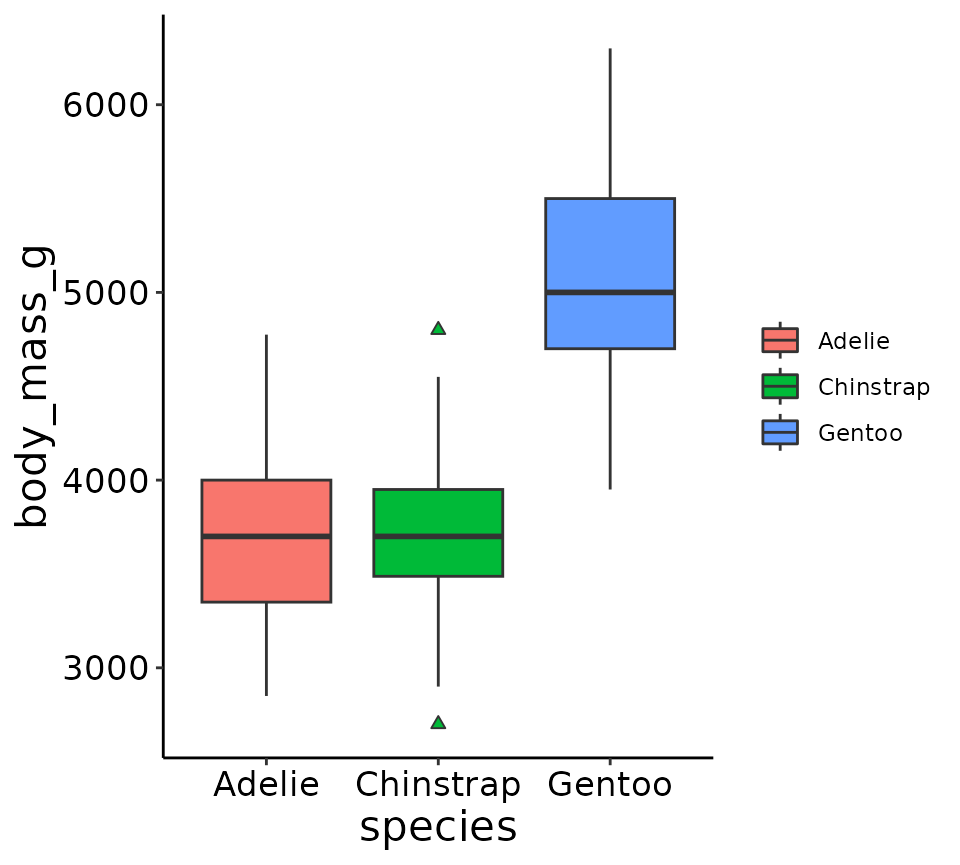 body_mass_g
6000
5000
4000
3000
Adelie Chinstrap Gentoo
species
Adelie
Chinstrap
Gentoo